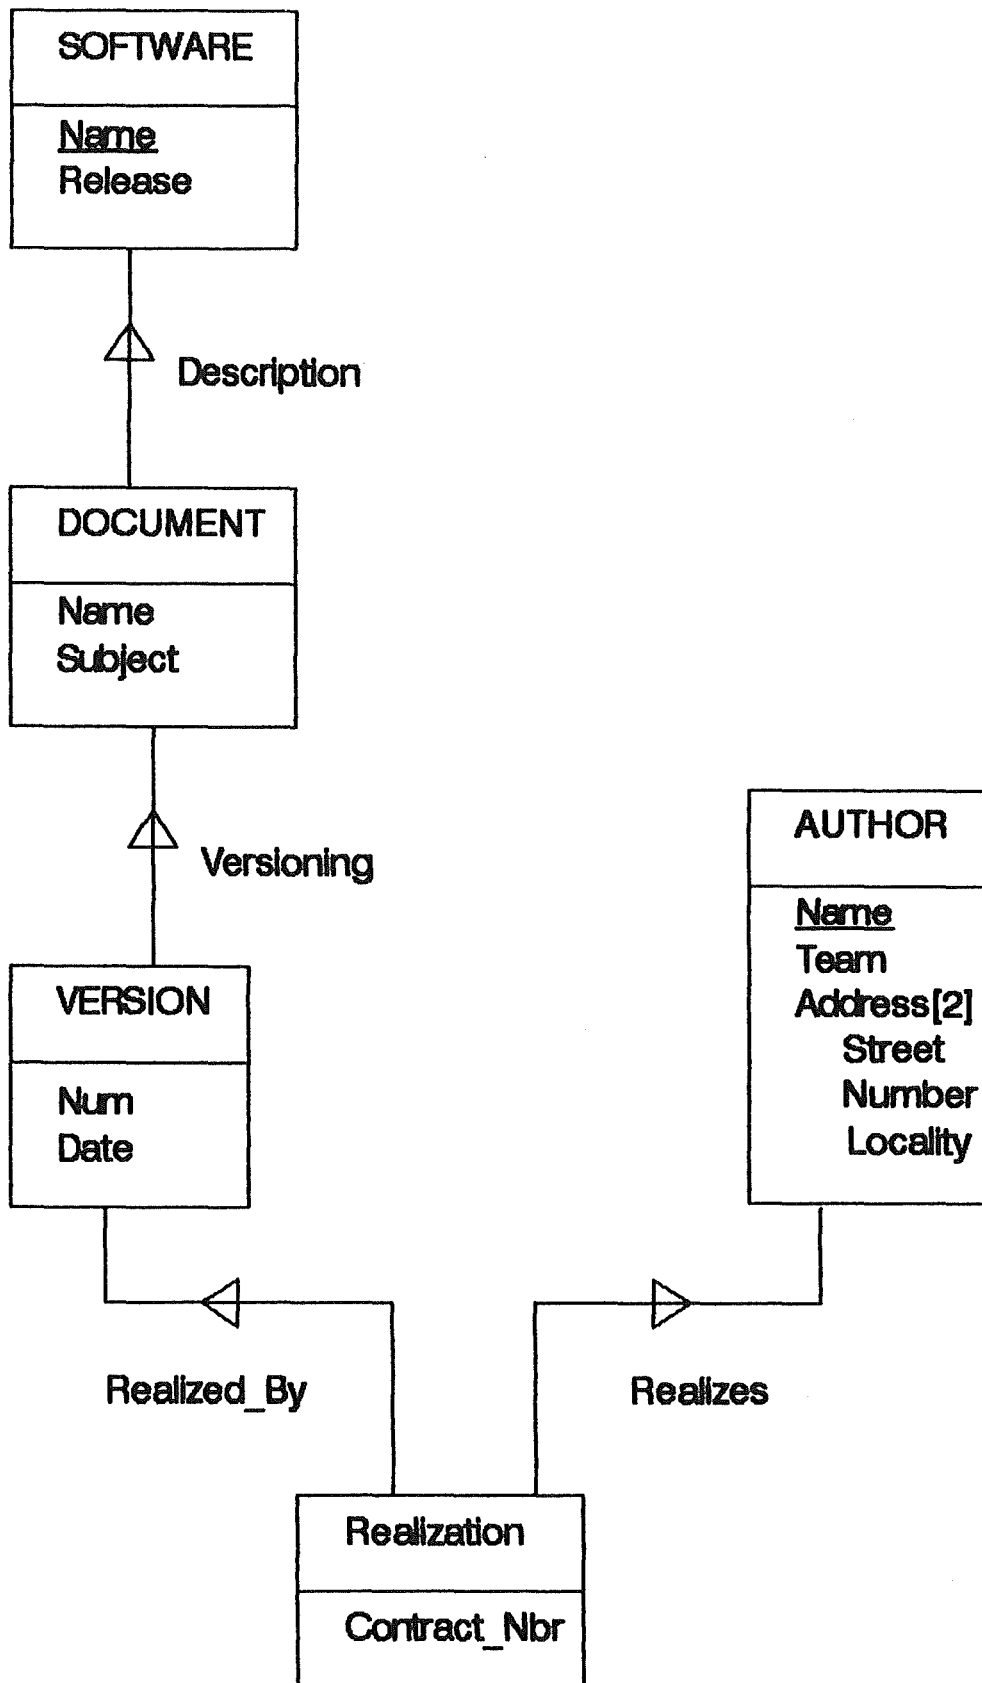 SOFTWARE
Name
Release
Description
DOCUMENT
Name
Subject
Versioning
VERSION
Num
Date
AUTHOR
Name
Team
Address[2]
Street
Number
Locality
Realized_By
Realizes
Realization
Contract_Nbr